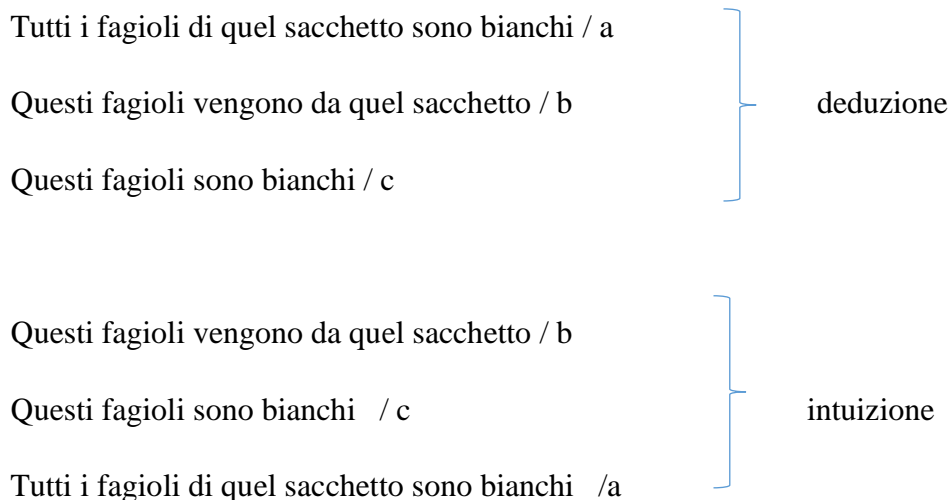 Tutti i fagioli di quel sacchetto sono bianchi / a
Questi fagioli vengono da quel sacchetto / b deduzione
Questi fagioli sono bianchi / c
Questi fagioli vengono da quel sacchetto / b
Questi fagioli sono bianchi / c intuizione
Tutti i fagioli di quel sacchetto sono bianchi /a